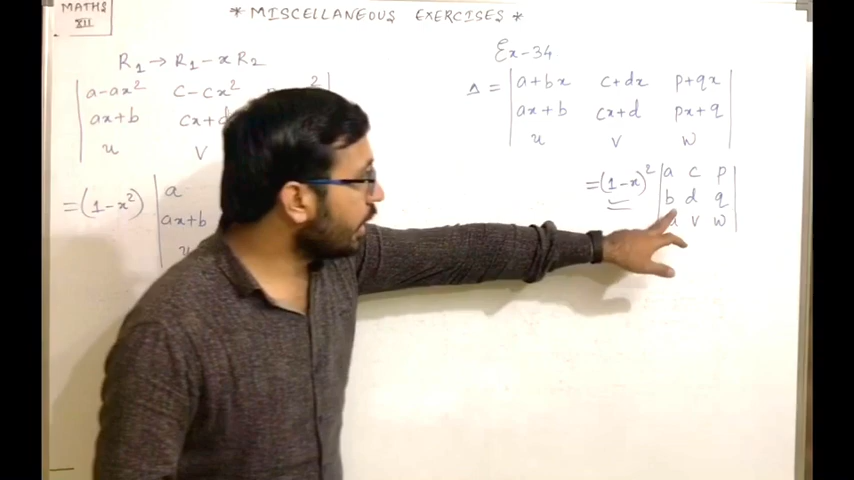 MATHS
XII
* MISCELLANEOUS EXERCISES *
R₁ → R₁ - x R₂
a-ax² c-cx²
ax+b cx+d
u v
= (1-x²) a
ax+b
Ex-34
Δ = | a+bx c+dx p+qx |
| ax+b cx+d px+q |
| u v w |
= (1-x)² | a c p |
| b d q |
| u v w |